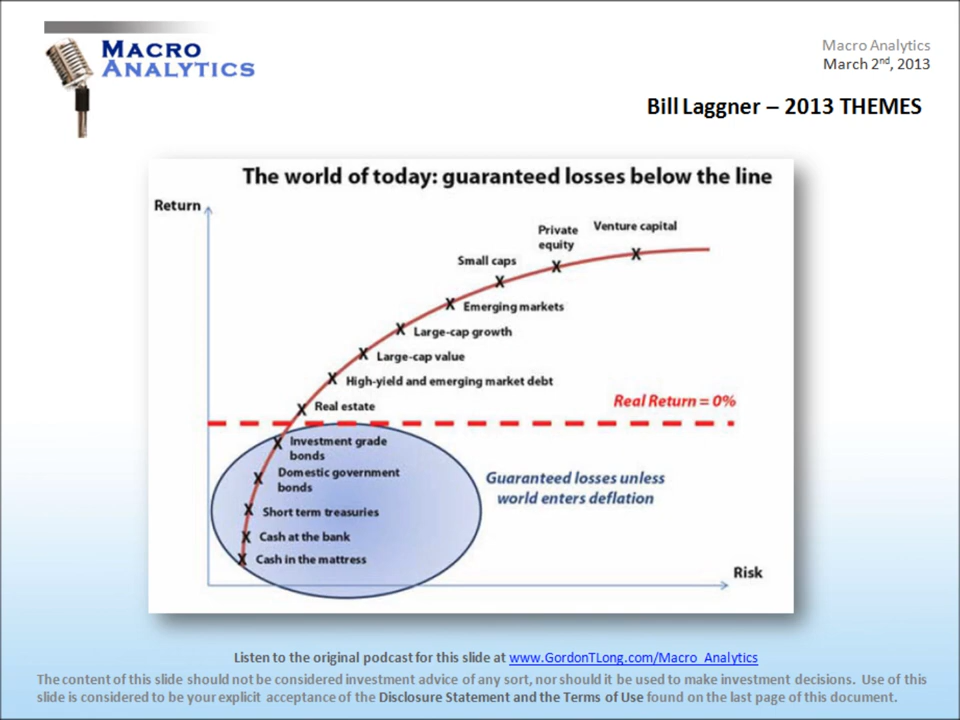 MACRO
ANALYTICS
Macro Analytics
March 2nd, 2013
Bill Laggner – 2013 THEMES
The world of today: guaranteed losses below the line
Return
Private
equity
Venture capital
Small caps
Emerging markets
Large-cap growth
Large-cap value
High-yield and emerging market debt
Real estate
Real Return = 0%
Investment grade
bonds
Domestic government
bonds
Guaranteed losses unless
world enters deflation
Short term treasuries
Cash at the bank
Cash in the mattress
Risk
Listen to the original podcast for this slide at www.GordonTLong.com/Macro_Analytics
The content of this slide should not be considered investment advice of any sort, nor should it be used to make investment decisions.  Use of this
slide is considered to be your explicit acceptance of the Disclosure Statement and the Terms of Use found on the last page of this document.